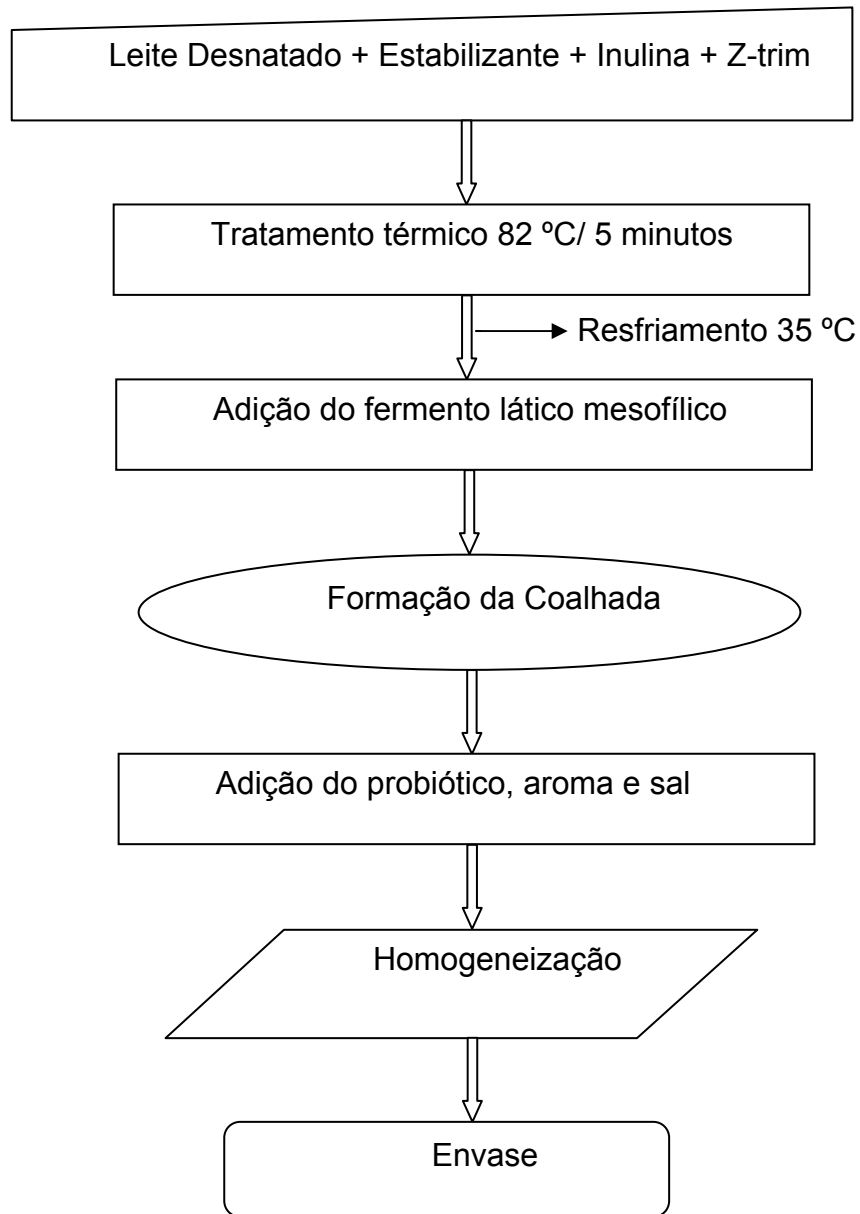 Leite Desnatado + Estabilizante + Inulina + Z-trim
Tratamento térmico 82 ºC/ 5 minutos
Resfriamento 35 ºC
Adição do fermento lático mesofílico
Formação da Coalhada
Adição do probiótico, aroma e sal
Homogeneização
Envase